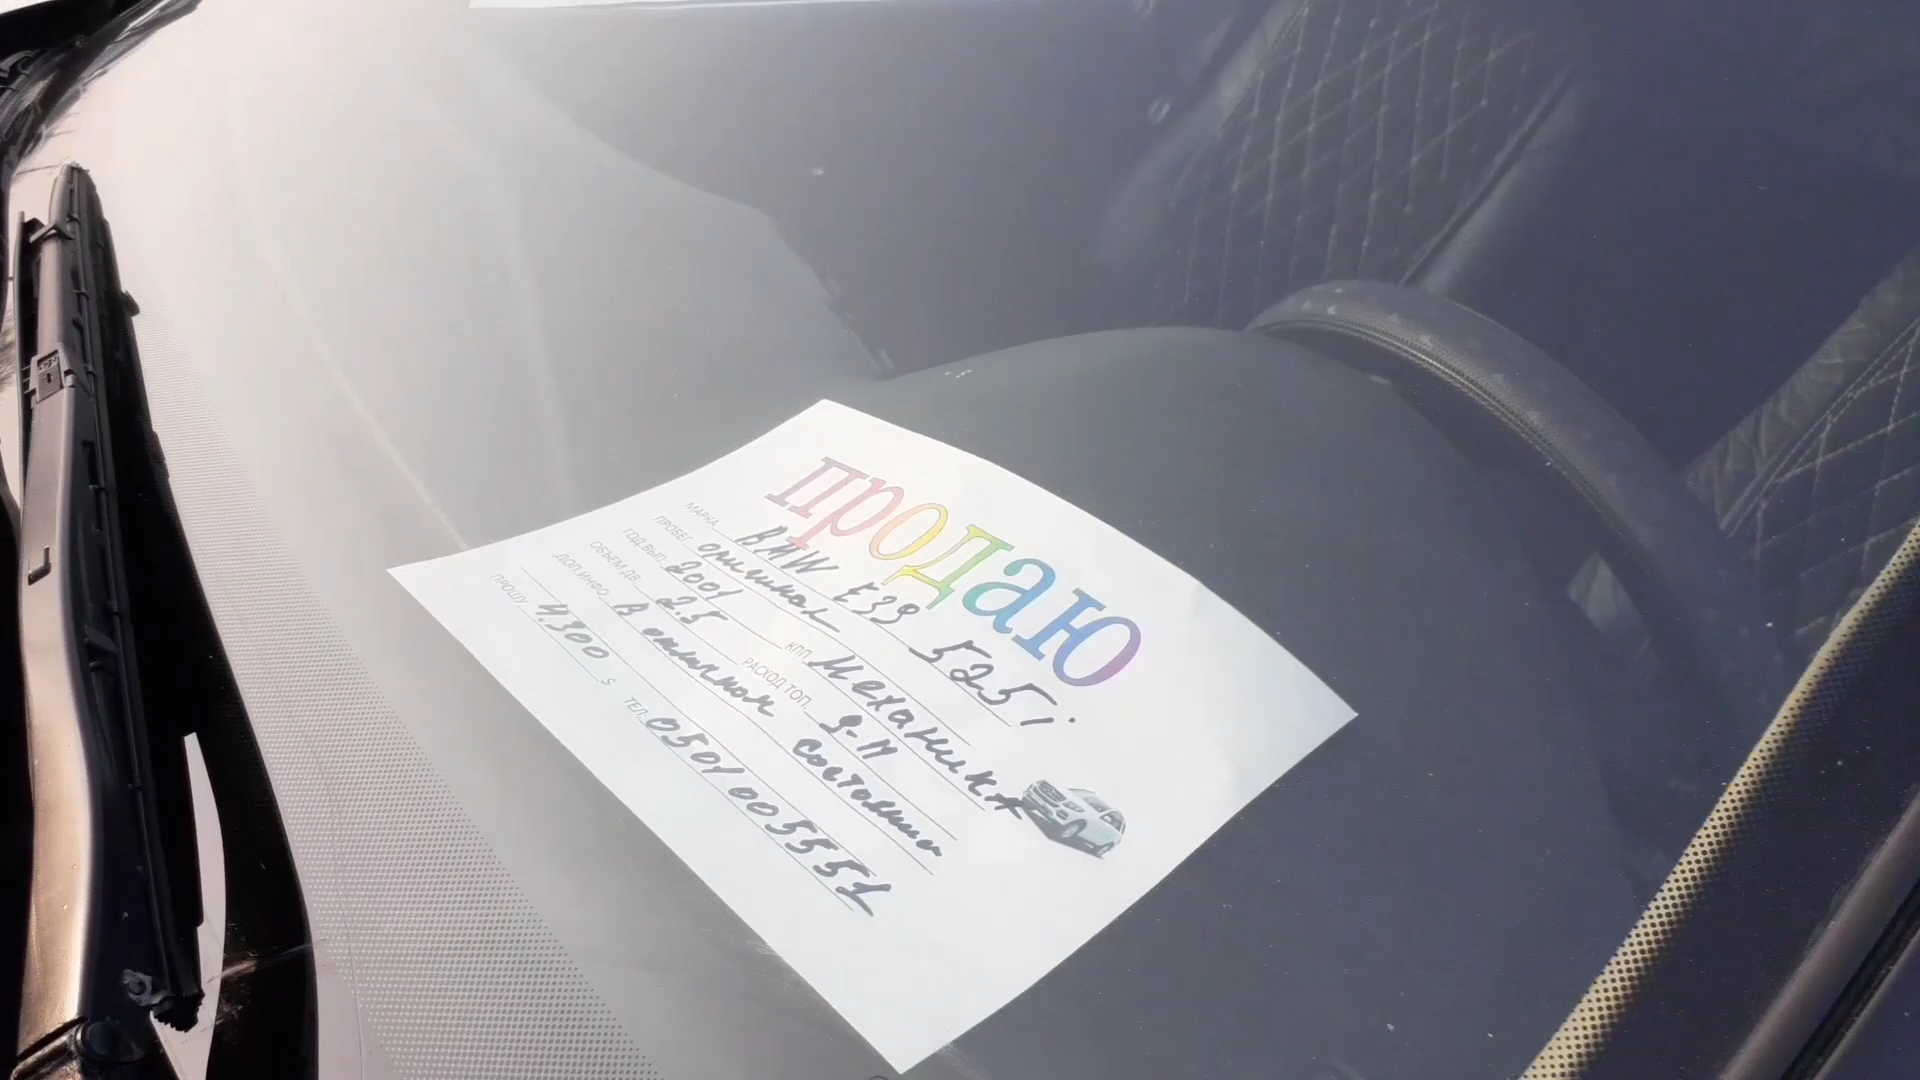 продаю
МАРКА BMW E39 525i
ПРОБЕГ оригинал
ГОД ВЫП. 2001 КПП Механика
ОБЪЕМ ДВ. 2.5 РАСХОД ТОП. 9-11
ДОП.ИНФО В отличном состоянии
ПРОШУ 4.300 $ ТЕЛ. 0501005551